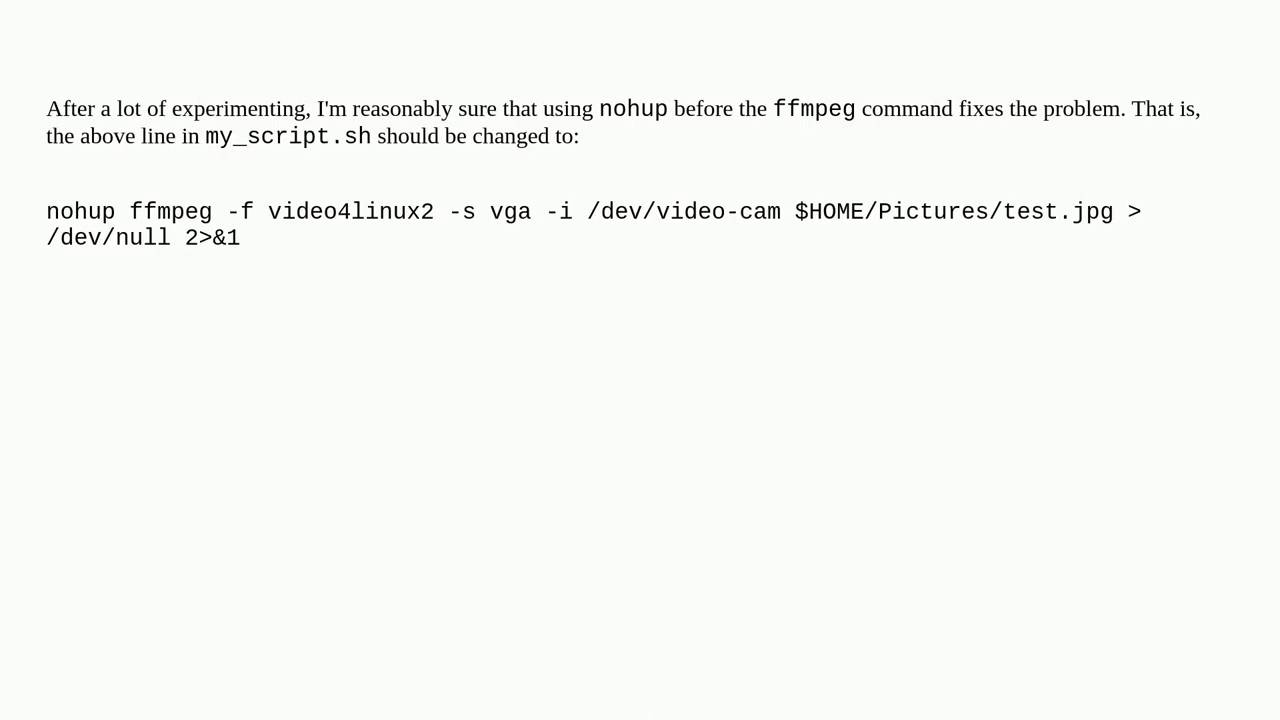 After a lot of experimenting, I'm reasonably sure that using nohup before the ffmpeg command fixes the problem. That is,
the above line in my_script.sh should be changed to:
nohup ffmpeg -f video4linux2 -s vga -i /dev/video-cam $HOME/Pictures/test.jpg >
/dev/null 2>&1